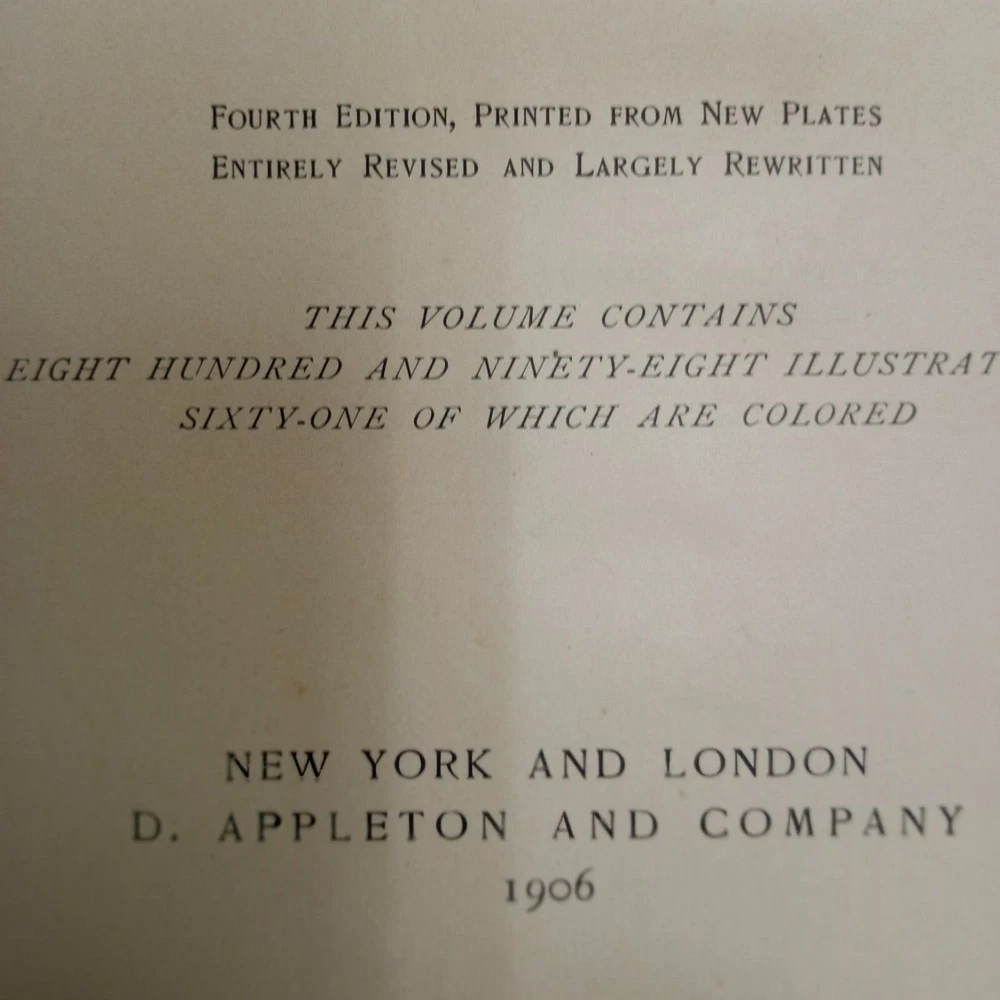 FOURTH EDITION, PRINTED FROM NEW PLATES
ENTIRELY REVISED AND LARGELY REWRITTEN
THIS VOLUME CONTAINS
EIGHT HUNDRED AND NINETY-EIGHT ILLUSTRAT
SIXTY-ONE OF WHICH ARE COLORED
NEW YORK AND LONDON
D. APPLETON AND COMPANY
1906